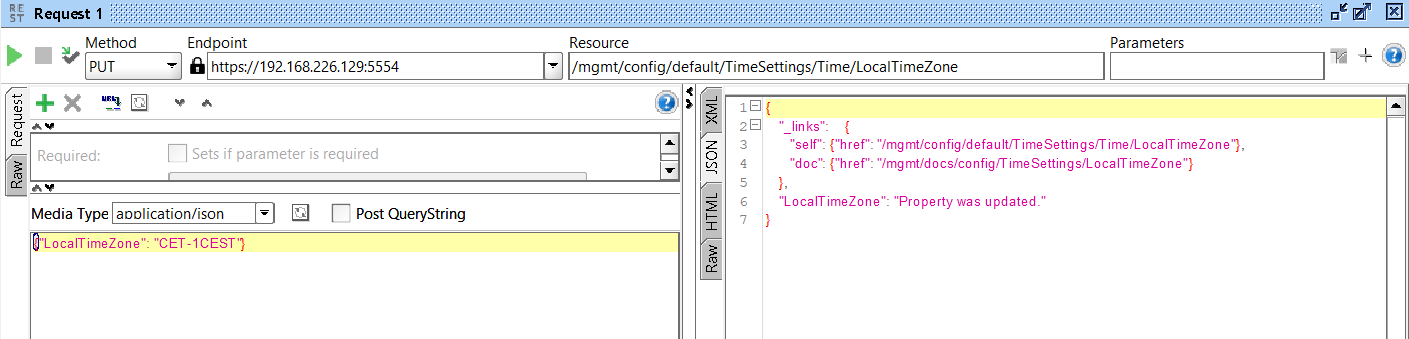 RE ST Request 1
Method Endpoint Resource Parameters
PUT https://192.168.226.129:5554 /mgmt/config/default/TimeSettings/Time/LocalTimeZone
Request
Raw
Required: Sets if parameter is required
Media Type application/json Post QueryString
{"LocalTimeZone": "CET-1CEST"}
XML
JSON
HTML
Raw
1 {
2 "_links": {
3 "self": {"href": "/mgmt/config/default/TimeSettings/Time/LocalTimeZone"},
4 "doc": {"href": "/mgmt/docs/config/TimeSettings/LocalTimeZone"}
5 },
6 "LocalTimeZone": "Property was updated."
7 }